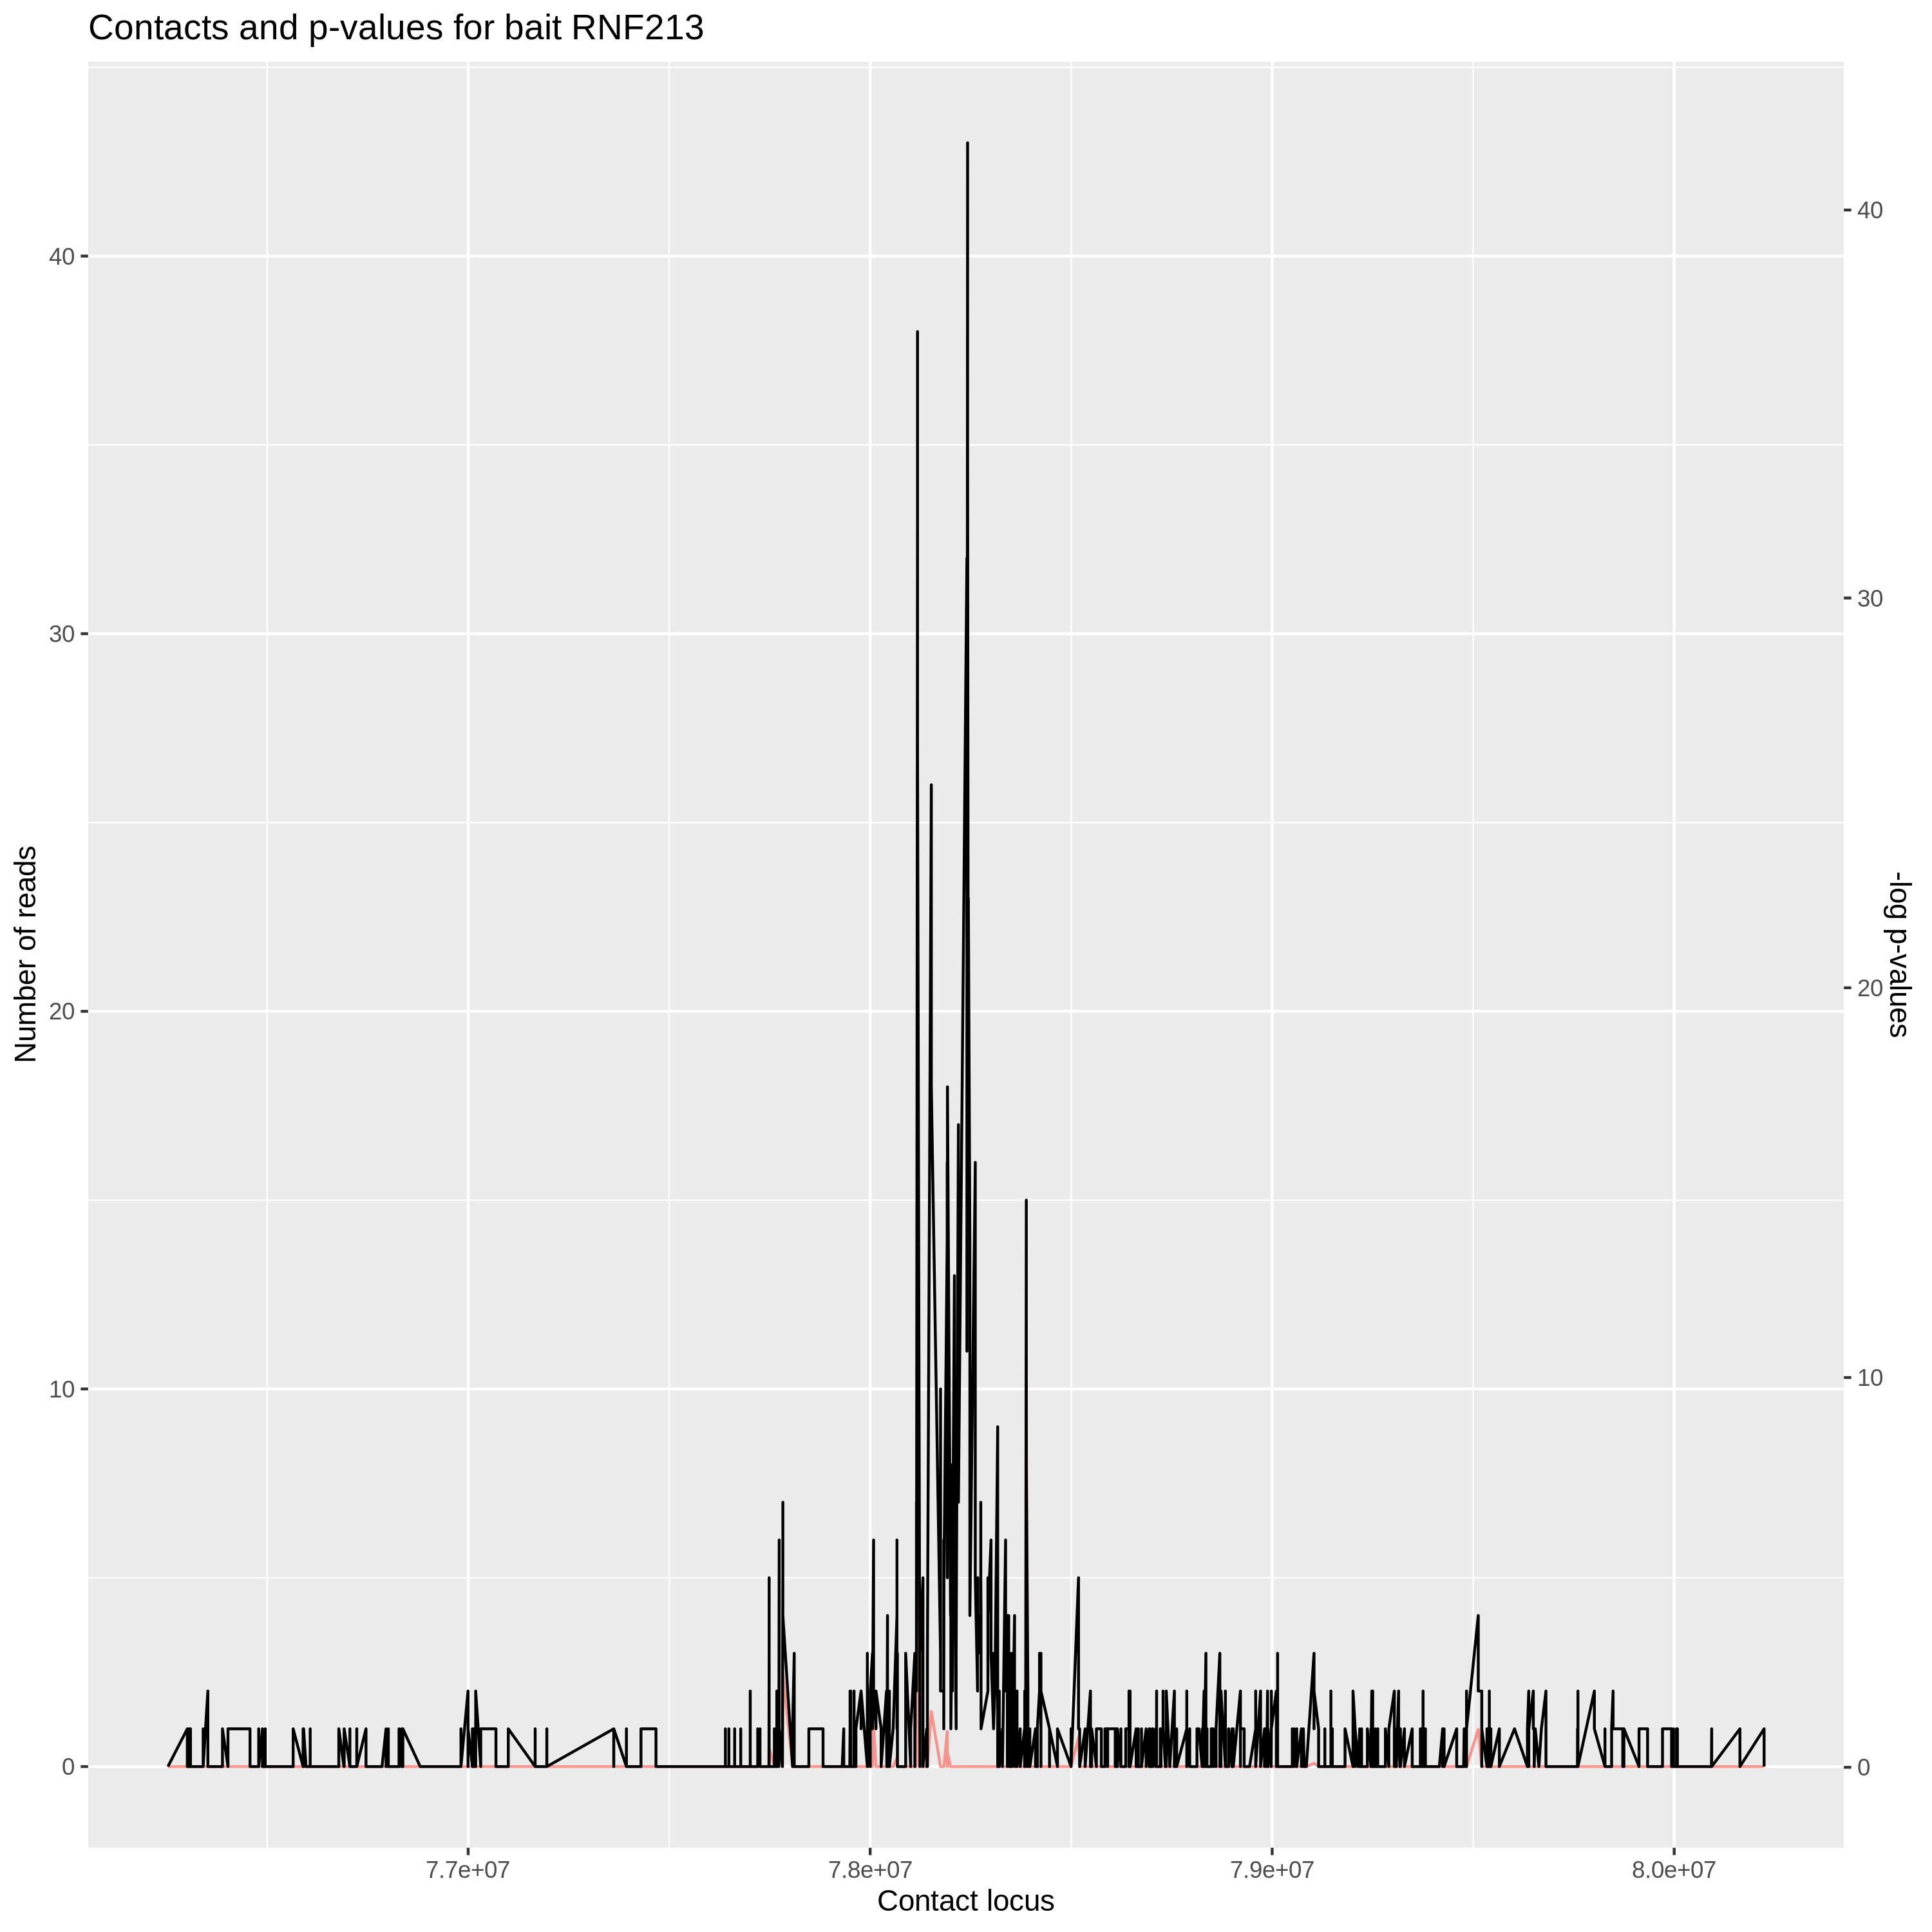 Contacts and p-values for bait RNF213
Number of reads
40
30
20
10
0
40
30
20
10
0
-log p-values
7.7e+07
7.8e+07
7.9e+07
8.0e+07
Contact locus